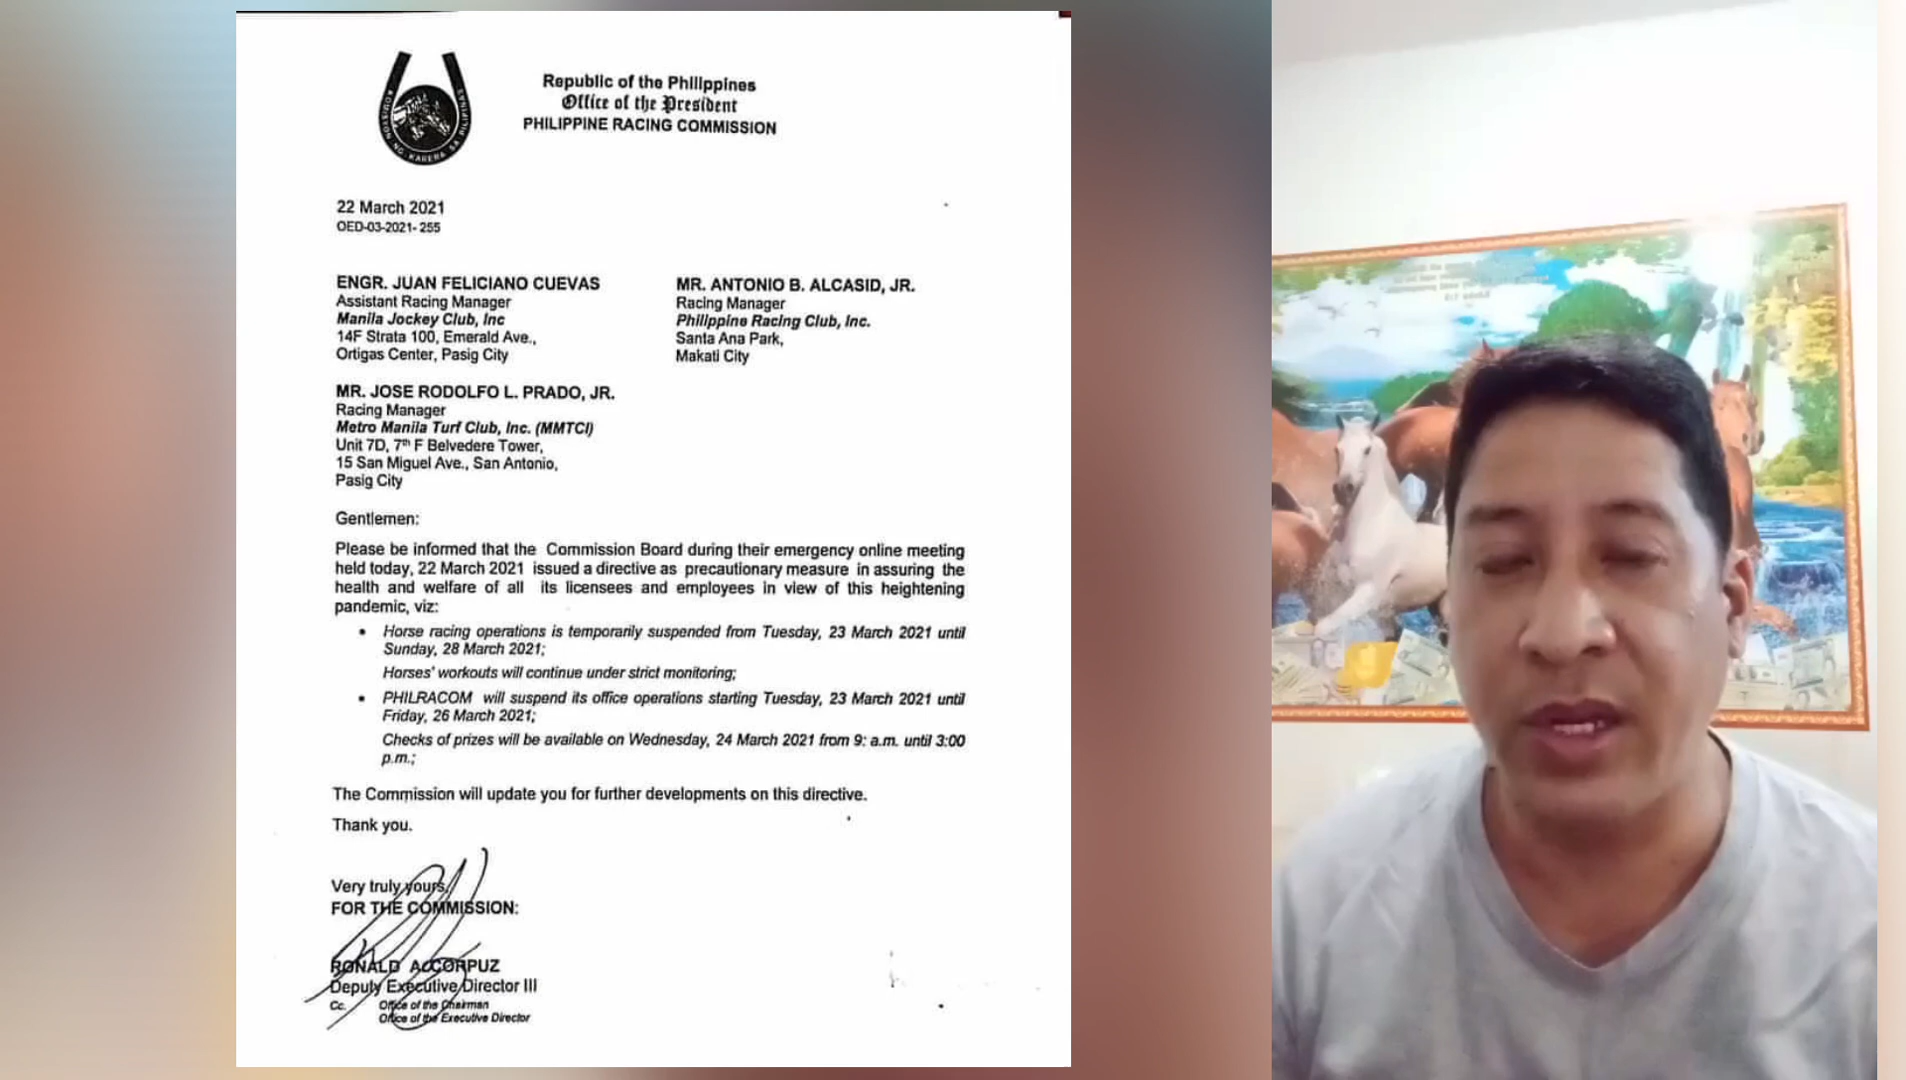 KOMISYON NG KARERA SA PILIPINAS
Republic of the Philippines
Office of the President
PHILIPPINE RACING COMMISSION
22 March 2021
OED-03-2021- 255
ENGR. JUAN FELICIANO CUEVAS
Assistant Racing Manager
Manila Jockey Club, Inc
14F Strata 100, Emerald Ave.,
Ortigas Center, Pasig City
MR. ANTONIO B. ALCASID, JR.
Racing Manager
Philippine Racing Club, Inc.
Santa Ana Park,
Makati City
MR. JOSE RODOLFO L. PRADO, JR.
Racing Manager
Metro Manila Turf Club, Inc. (MMTCI)
Unit 7D, 7th F Belvedere Tower,
15 San Miguel Ave., San Antonio,
Pasig City
Gentlemen:
Please be informed that the Commission Board during their emergency online meeting
held today, 22 March 2021 issued a directive as precautionary measure in assuring the
health and welfare of all its licensees and employees in view of this heightening
pandemic, viz:
• Horse racing operations is temporarily suspended from Tuesday, 23 March 2021 until
Sunday, 28 March 2021;
Horses' workouts will continue under strict monitoring;
• PHILRACOM will suspend its office operations starting Tuesday, 23 March 2021 until
Friday, 26 March 2021;
Checks of prizes will be available on Wednesday, 24 March 2021 from 9: a.m. until 3:00
p.m.;
The Commission will update you for further developments on this directive.
Thank you.
Very truly yours,
FOR THE COMMISSION:
RONALD A CORPUZ
Deputy Executive Director III
Cc. Office of the Chairman
Office of the Executive Director